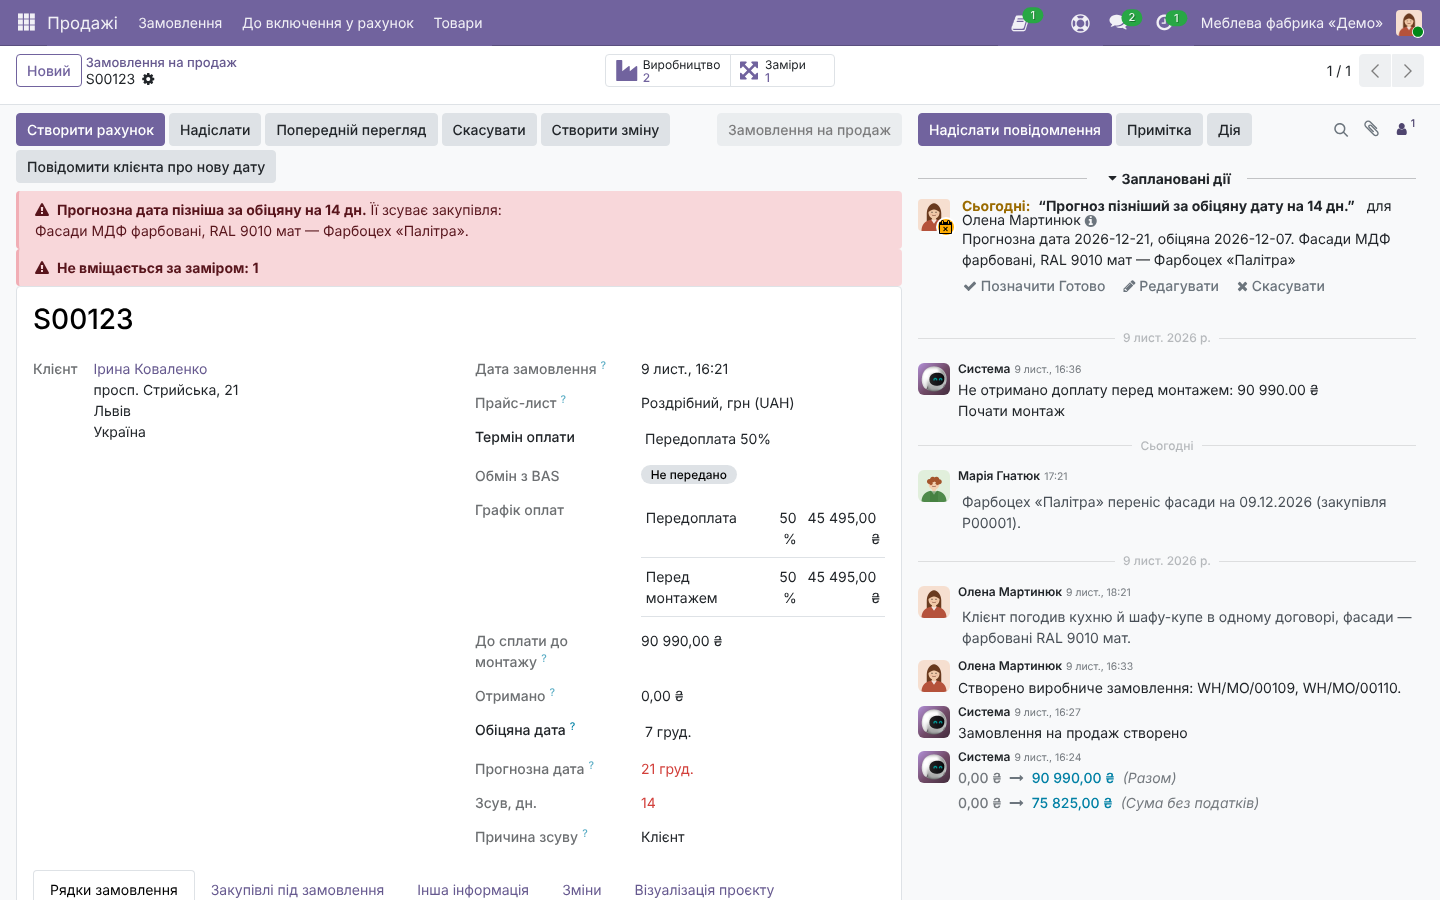 Продажі Замовлення До включення у рахунок Товари 1 2 1 Меблева фабрика «Демо»
Новий Замовлення на продаж
S00123
Виробництво 2
Заміри 1
1 / 1
Створити рахунок Надіслати Попередній перегляд Скасувати Створити зміну Замовлення на продаж
Повідомити клієнта про нову дату
Прогнозна дата пізніша за обіцяну на 14 дн. Її зсуває закупівля:
Фасади МДФ фарбовані, RAL 9010 мат — Фарбоцех «Палітра».
Не вміщається за заміром: 1
S00123
Клієнт Ірина Коваленко
просп. Стрийська, 21
Львів
Україна
Дата замовлення ? 9 лист., 16:21
Прайс-лист ? Роздрібний, грн (UAH)
Термін оплати Передоплата 50%
Обмін з BAS Не передано
Графік оплат
Передоплата 50 % 45 495,00 ₴
Перед монтажем 50 % 45 495,00 ₴
До сплати до монтажу ? 90 990,00 ₴
Отримано ? 0,00 ₴
Обіцяна дата ? 7 груд.
Прогнозна дата ? 21 груд.
Зсув, дн. 14
Причина зсуву ? Клієнт
Рядки замовлення Закупівлі під замовлення Інша інформація Зміни Візуалізація проєкту
Надіслати повідомлення Примітка Дія 1
Заплановані дії
Сьогодні: “Прогноз пізніший за обіцяну дату на 14 дн.” для
Олена Мартинюк
Прогнозна дата 2026-12-21, обіцяна 2026-12-07. Фасади МДФ
фарбовані, RAL 9010 мат — Фарбоцех «Палітра»
Позначити Готово Редагувати Скасувати
9 лист. 2026 р.
Система 9 лист., 16:36
Не отримано доплату перед монтажем: 90 990.00 ₴
Почати монтаж
Сьогодні
Марія Гнатюк 17:21
Фарбоцех «Палітра» переніс фасади на 09.12.2026 (закупівля
P00001).
9 лист. 2026 р.
Олена Мартинюк 9 лист., 18:21
Клієнт погодив кухню й шафу-купе в одному договорі, фасади —
фарбовані RAL 9010 мат.
Олена Мартинюк 9 лист., 16:33
Створено виробниче замовлення: WH/MO/00109, WH/MO/00110.
Система 9 лист., 16:27
Замовлення на продаж створено
Система 9 лист., 16:24
0,00 ₴ → 90 990,00 ₴ (Разом)
0,00 ₴ → 75 825,00 ₴ (Сума без податків)